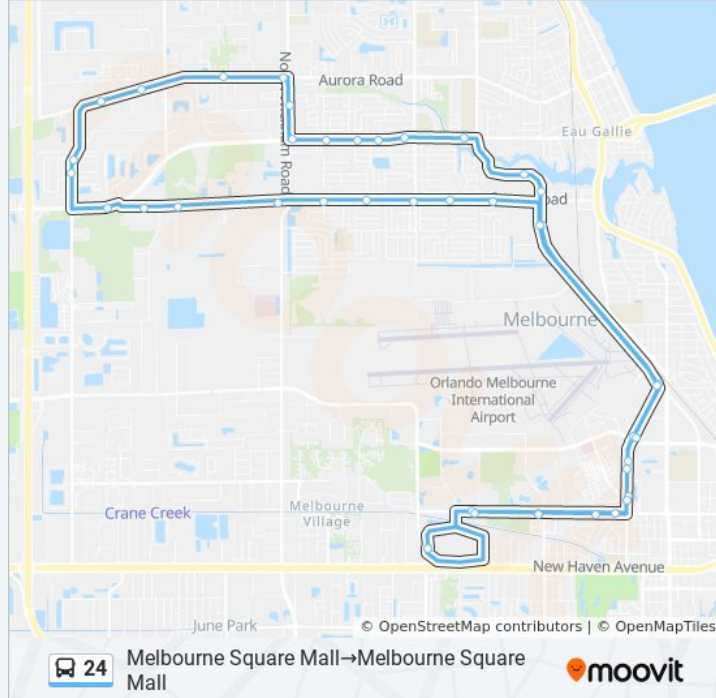 Aurora Road
Eau Gallie
Road
Melbourne
Orlando Melbourne
International
Airport
Crane Creek
Melbourne
Village
New Haven Avenue
June Park
© OpenStreetMap contributors | © OpenMapTiles
24
Melbourne Square Mall→Melbourne Square
Mall
moovit